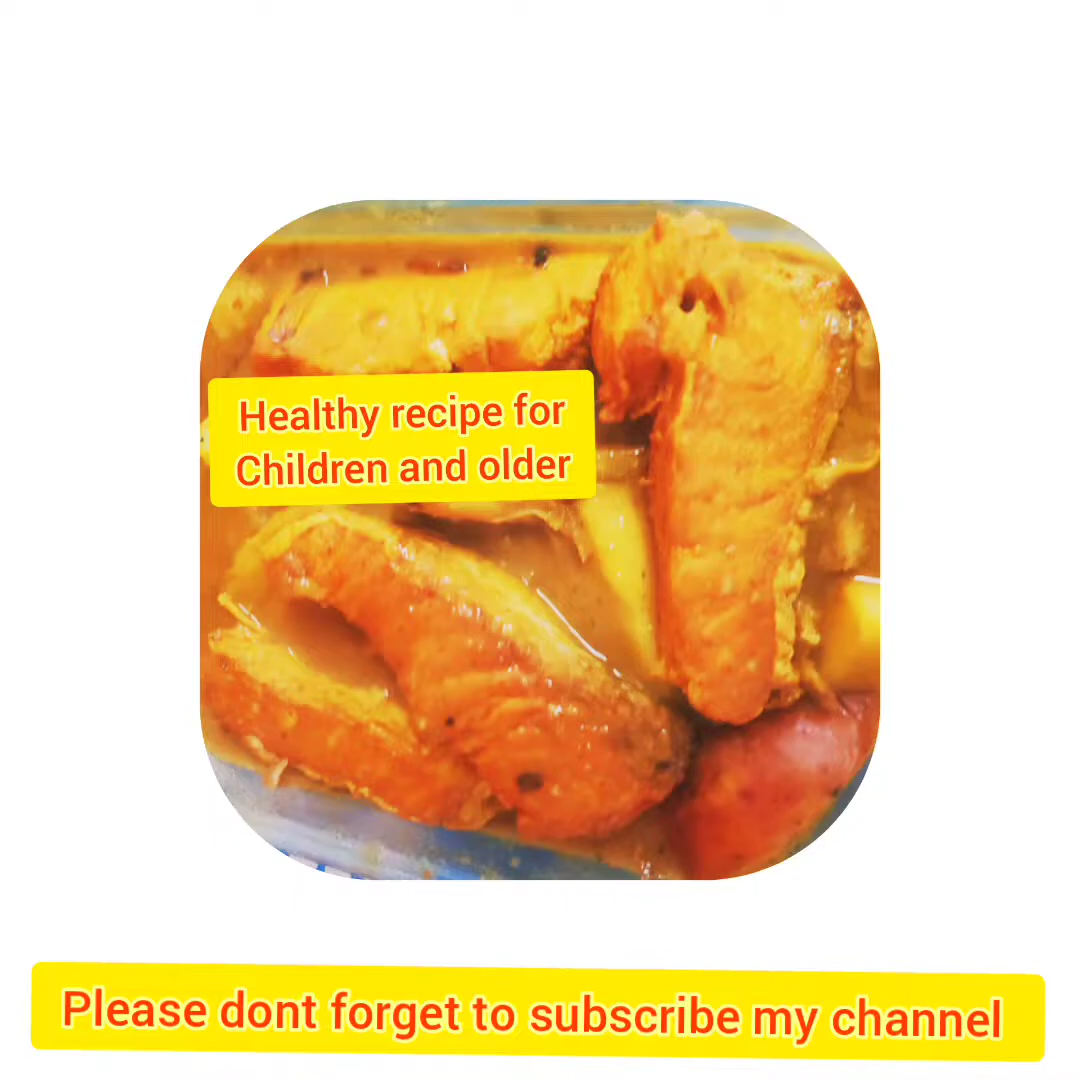 Healthy recipe for
Children and older
Please dont forget to subscribe my channel